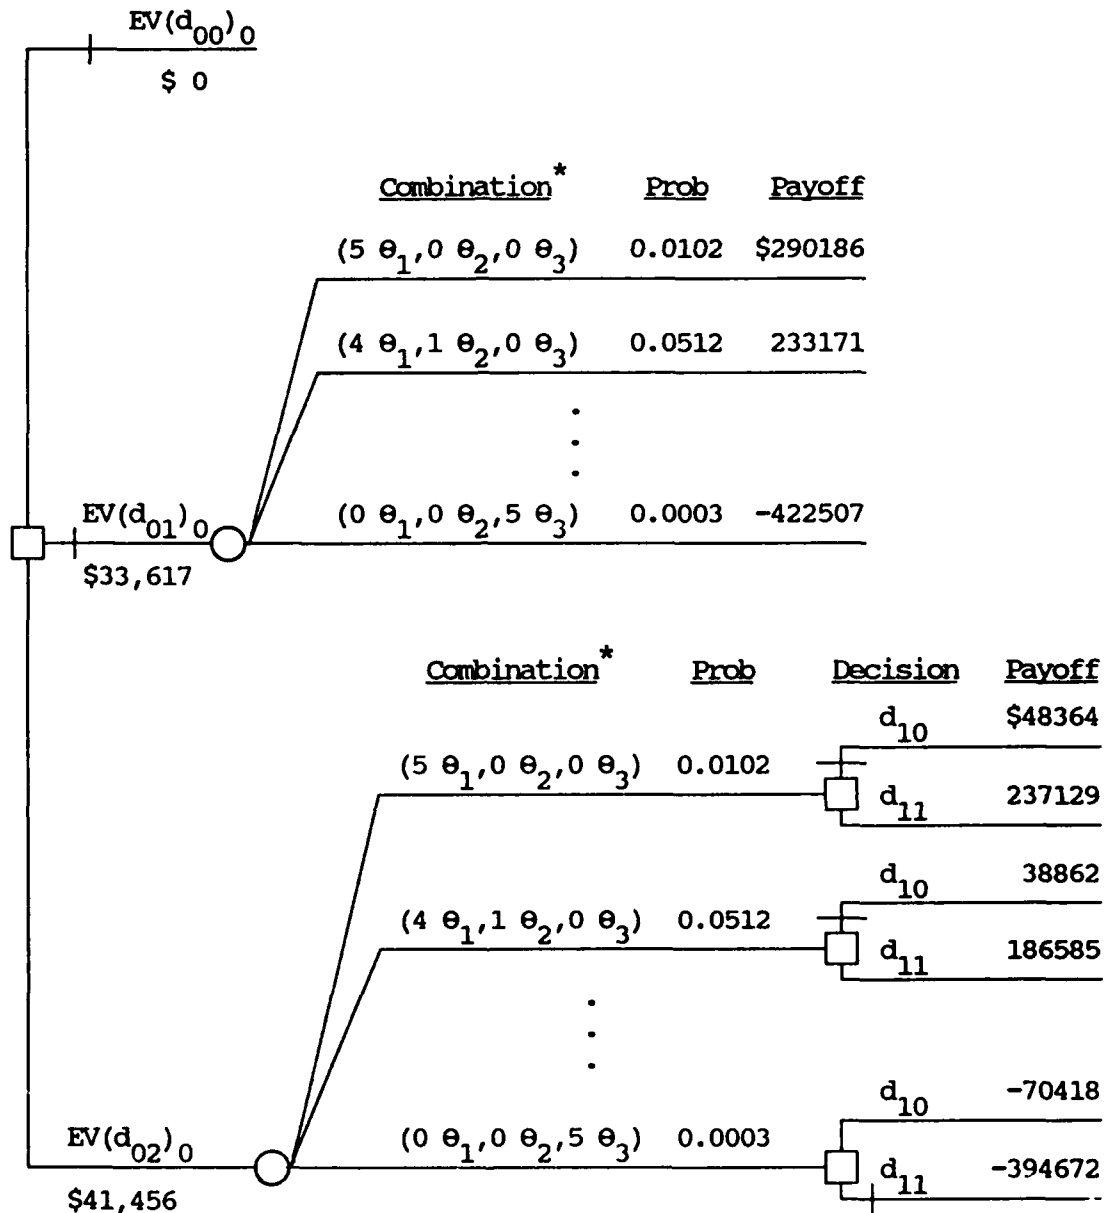 EV(d00)0
$ 0
Combination* Prob Payoff
(5 θ1,0 θ2,0 θ3) 0.0102 $290186
(4 θ1,1 θ2,0 θ3) 0.0512 233171
(0 θ1,0 θ2,5 θ3) 0.0003 -422507
EV(d01)0
$33,617
Combination* Prob Decision Payoff
d10 $48364
(5 θ1,0 θ2,0 θ3) 0.0102
d11 237129
d10 38862
(4 θ1,1 θ2,0 θ3) 0.0512
d11 186585
d10 -70418
(0 θ1,0 θ2,5 θ3) 0.0003
d11 -394672
EV(d02)0
$41,456